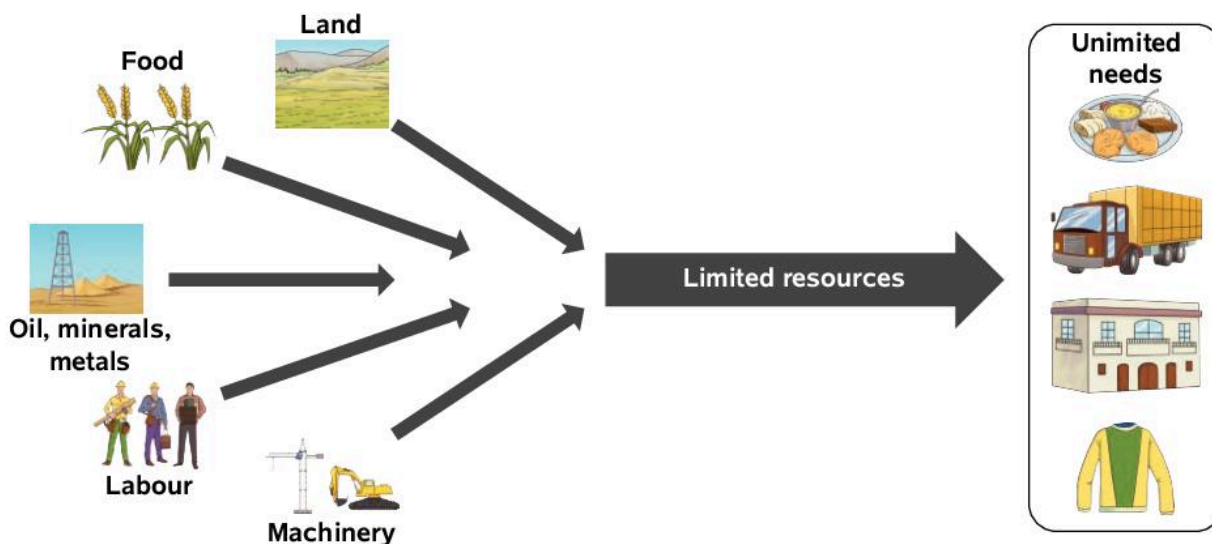 Land
Food
Oil, minerals,
metals
Labour
Machinery
Limited resources
Unimited
needs